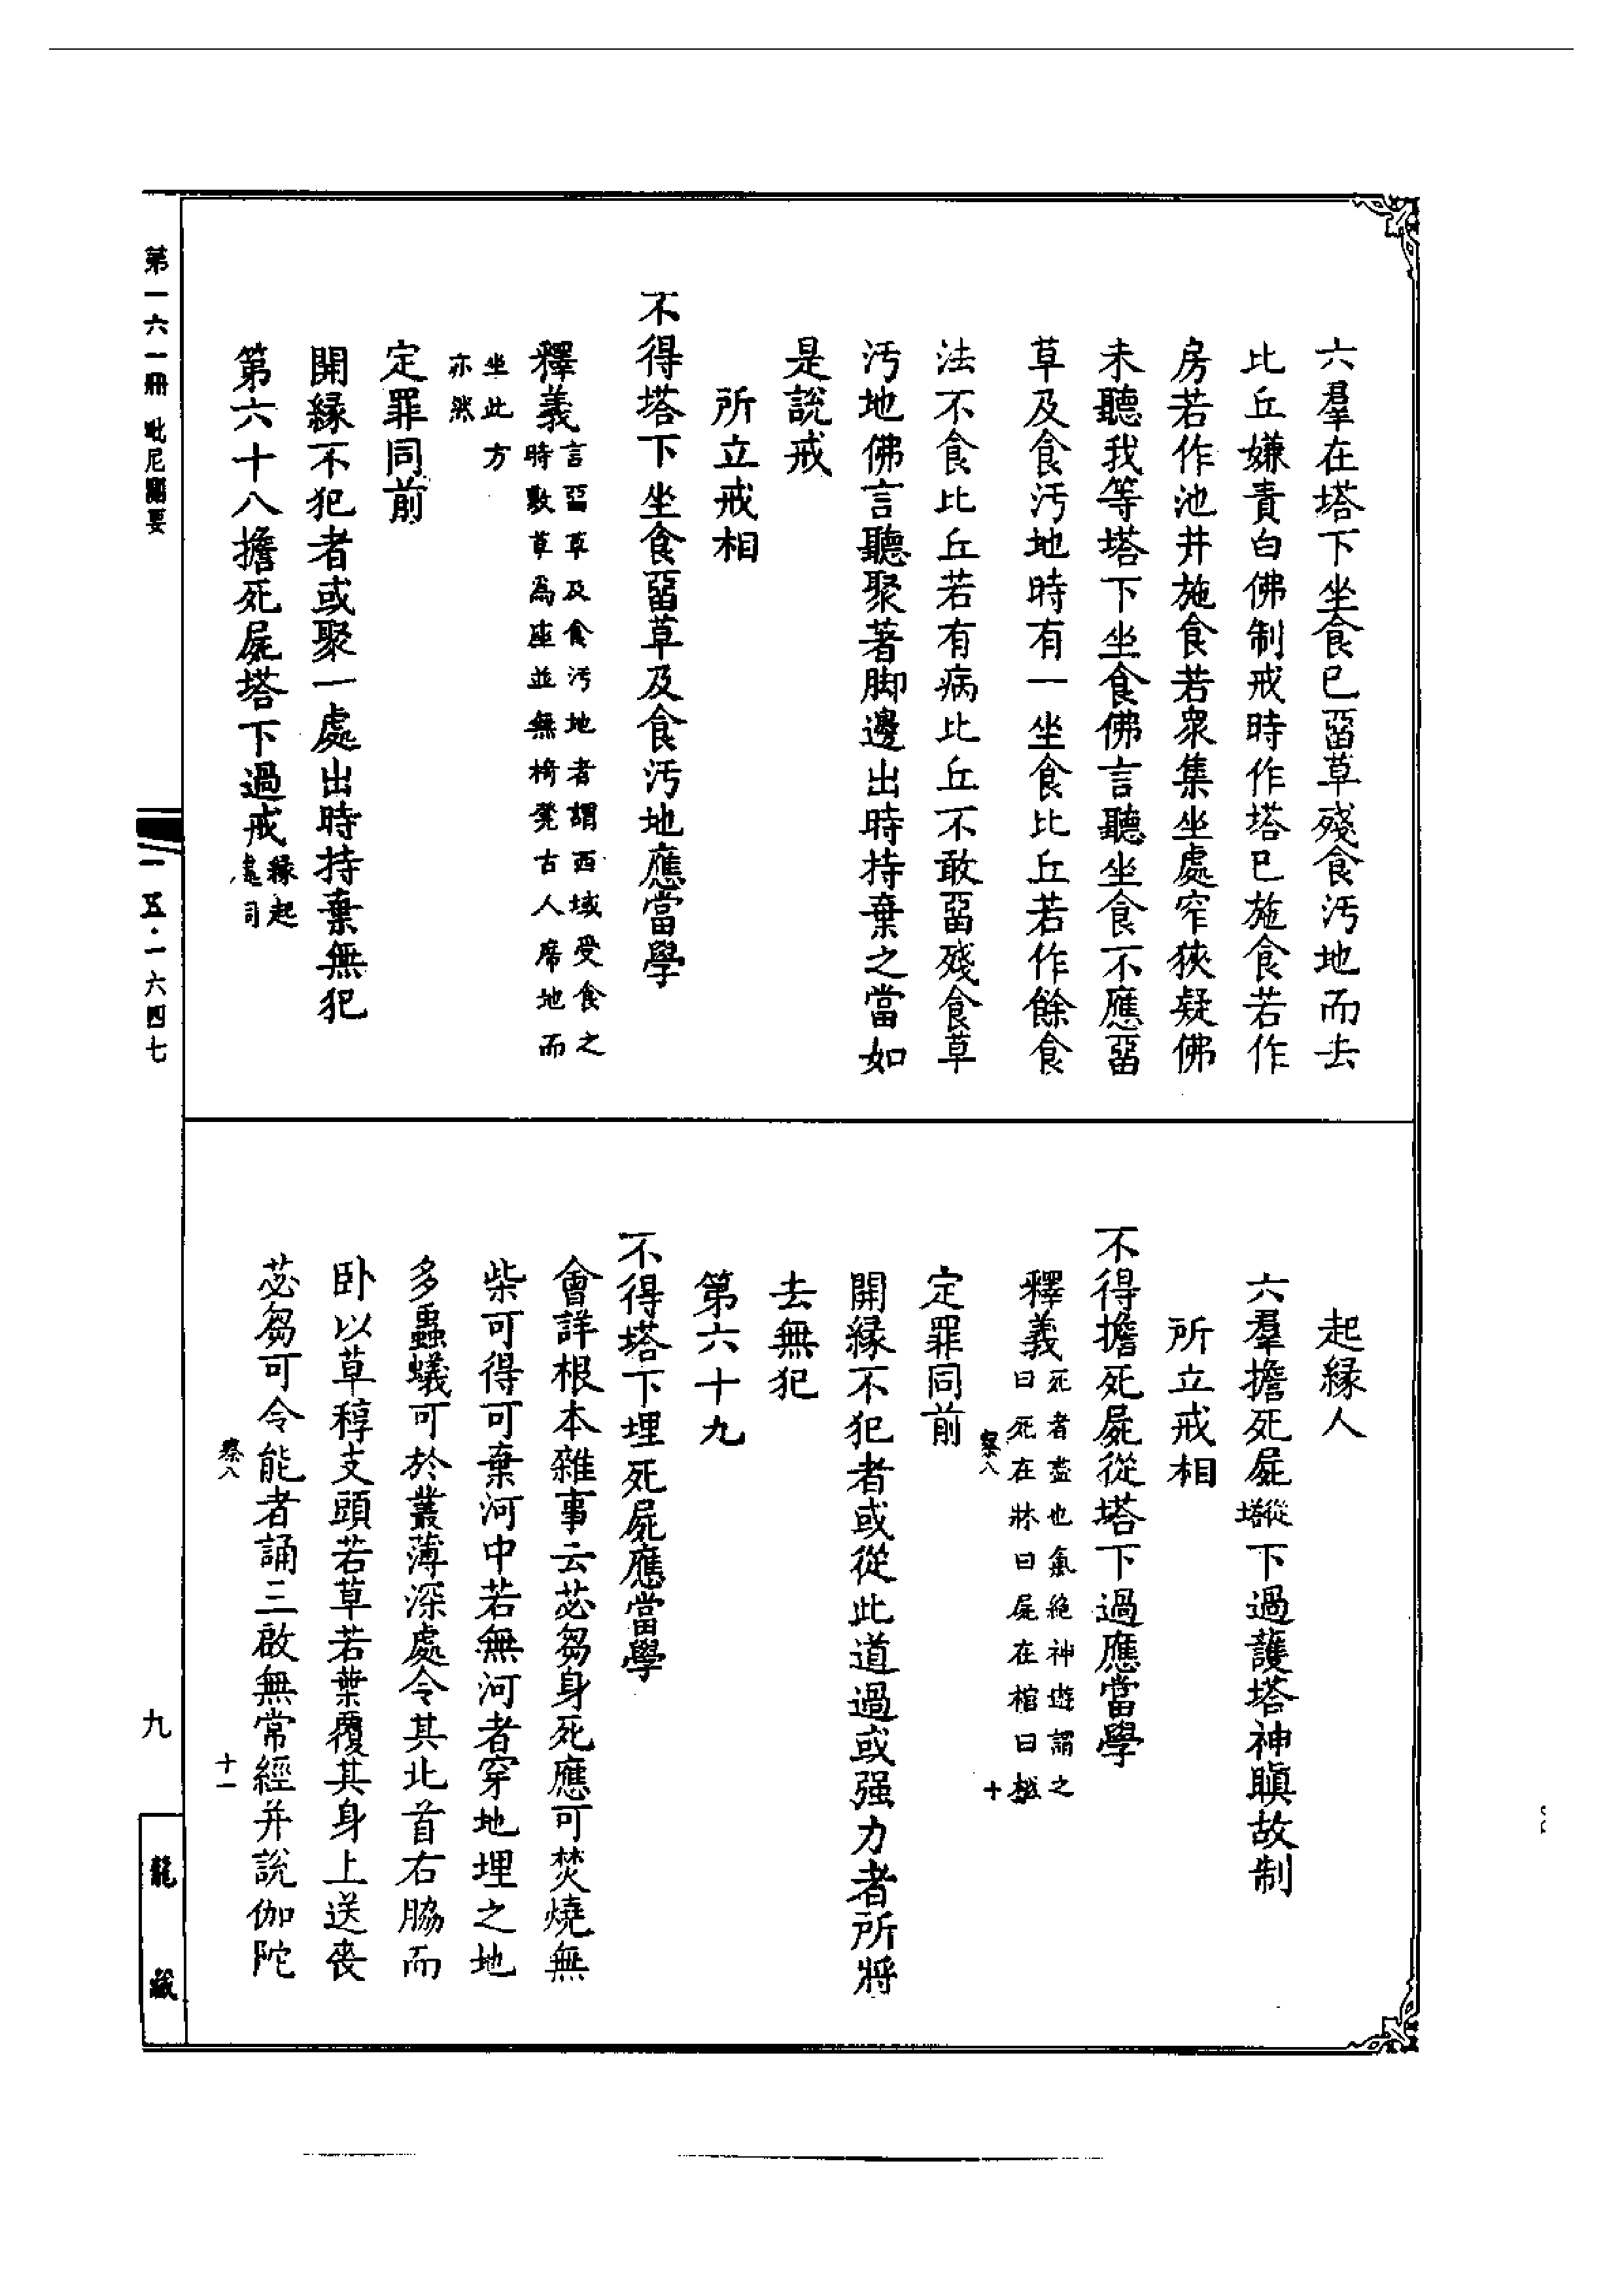 六羣在塔下坐食已畱草殘食汚地而去
比丘嫌責白佛制戒時作塔已施食若作
房若作池井施食若衆集坐處窄狹疑佛
未聽我等塔下坐食佛言聽坐食不應畱
草及食汚地時有一坐食比丘若作餘食
法不食比丘若有病比丘不敢畱殘食草
汚地佛言聽聚著脚邊出時持棄之當如
是說戒
所立戒相
不得塔下坐食畱草及食汚地應當學
釋義言畱草及食汚地者謂西域受食之
時敷草爲座並無椅凳古人席地而
坐此方
亦然
定罪同前
開緣不犯者或聚一處出時持棄無犯
第六十八擔死屍塔下過戒緣起
處同
起緣人
六羣擔死屍從塔下過護塔神瞋故制
所立戒相
不得擔死屍從塔下過應當學
釋義死者盡也氣絶神遊謂之
曰死在牀曰屍在棺曰柩
察八
十
定罪同前
開緣不犯者或從此道過或强力者所將
去無犯
第六十九
不得塔下埋死屍應當學
會詳根本雜事云苾芻身死應可焚燒無
柴可得可棄河中若無河者穿地埋之地
多蟲蟻可於叢薄深處令其北首右脇而
卧以草稕支頭若草若葉覆其身上送喪
苾芻可令能者誦三啟無常經并說伽陀
察八
十一
第一六一冊 毗尼關要
一五·一六四七
九
龍藏